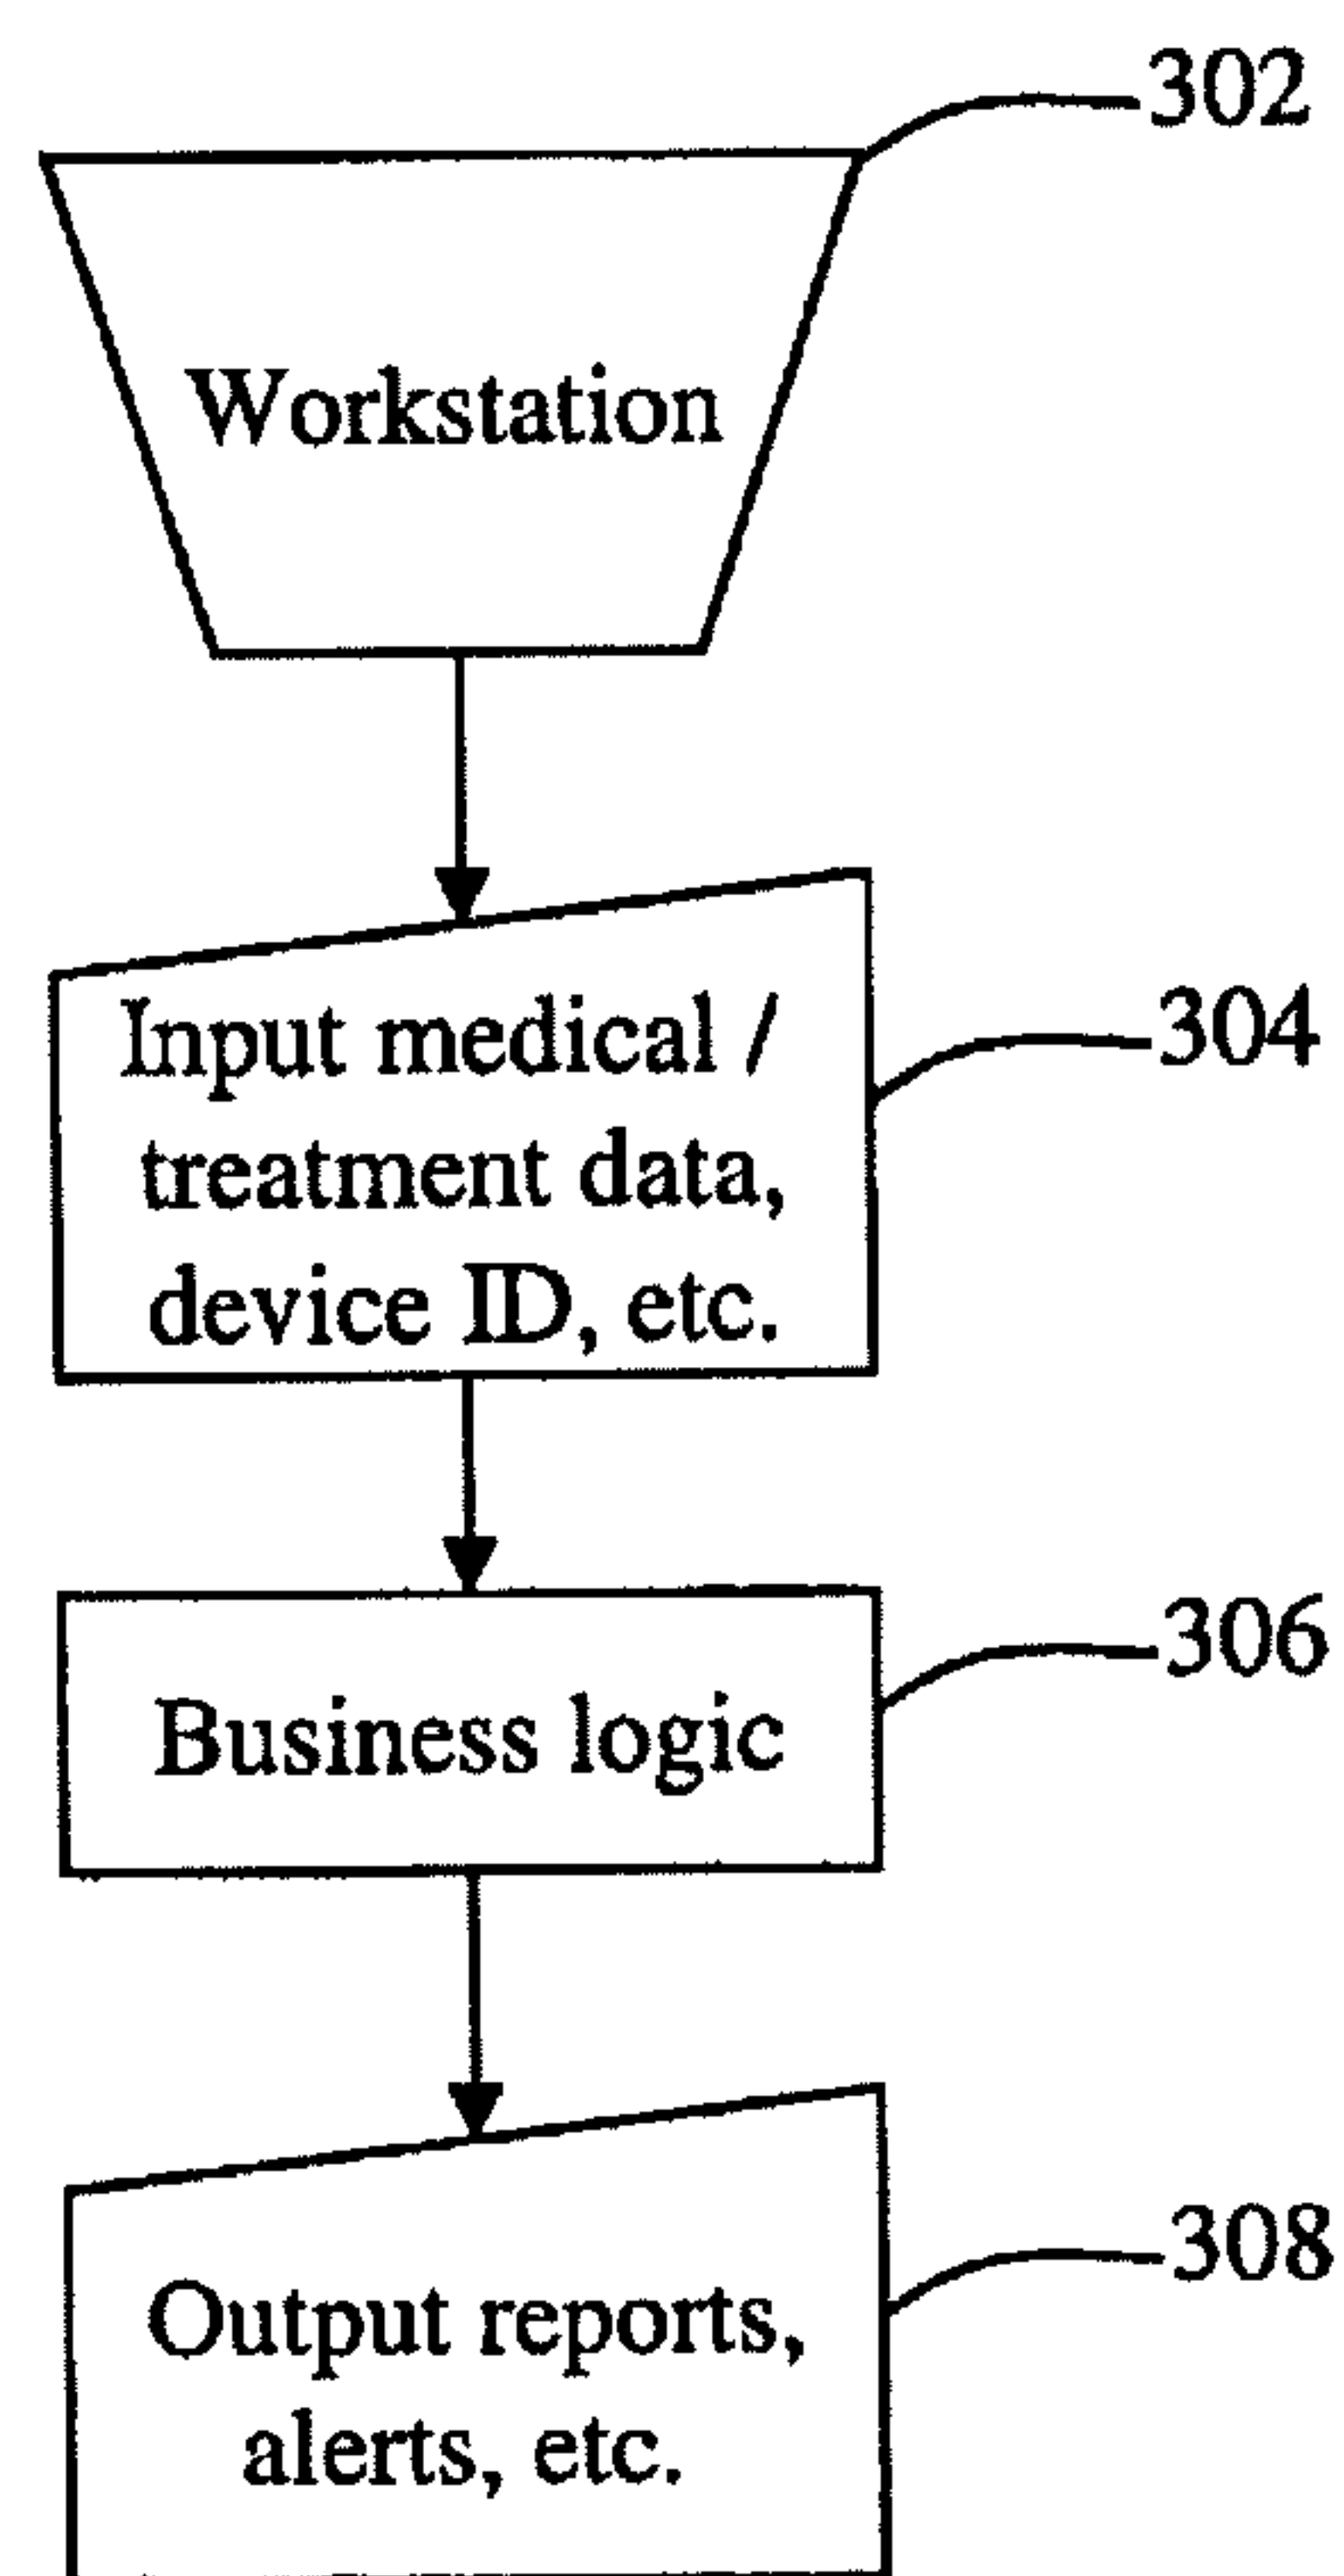 302
Workstation
Input medical /
treatment data,
device ID, etc.
304
Business logic
306
Output reports,
alerts, etc.
308